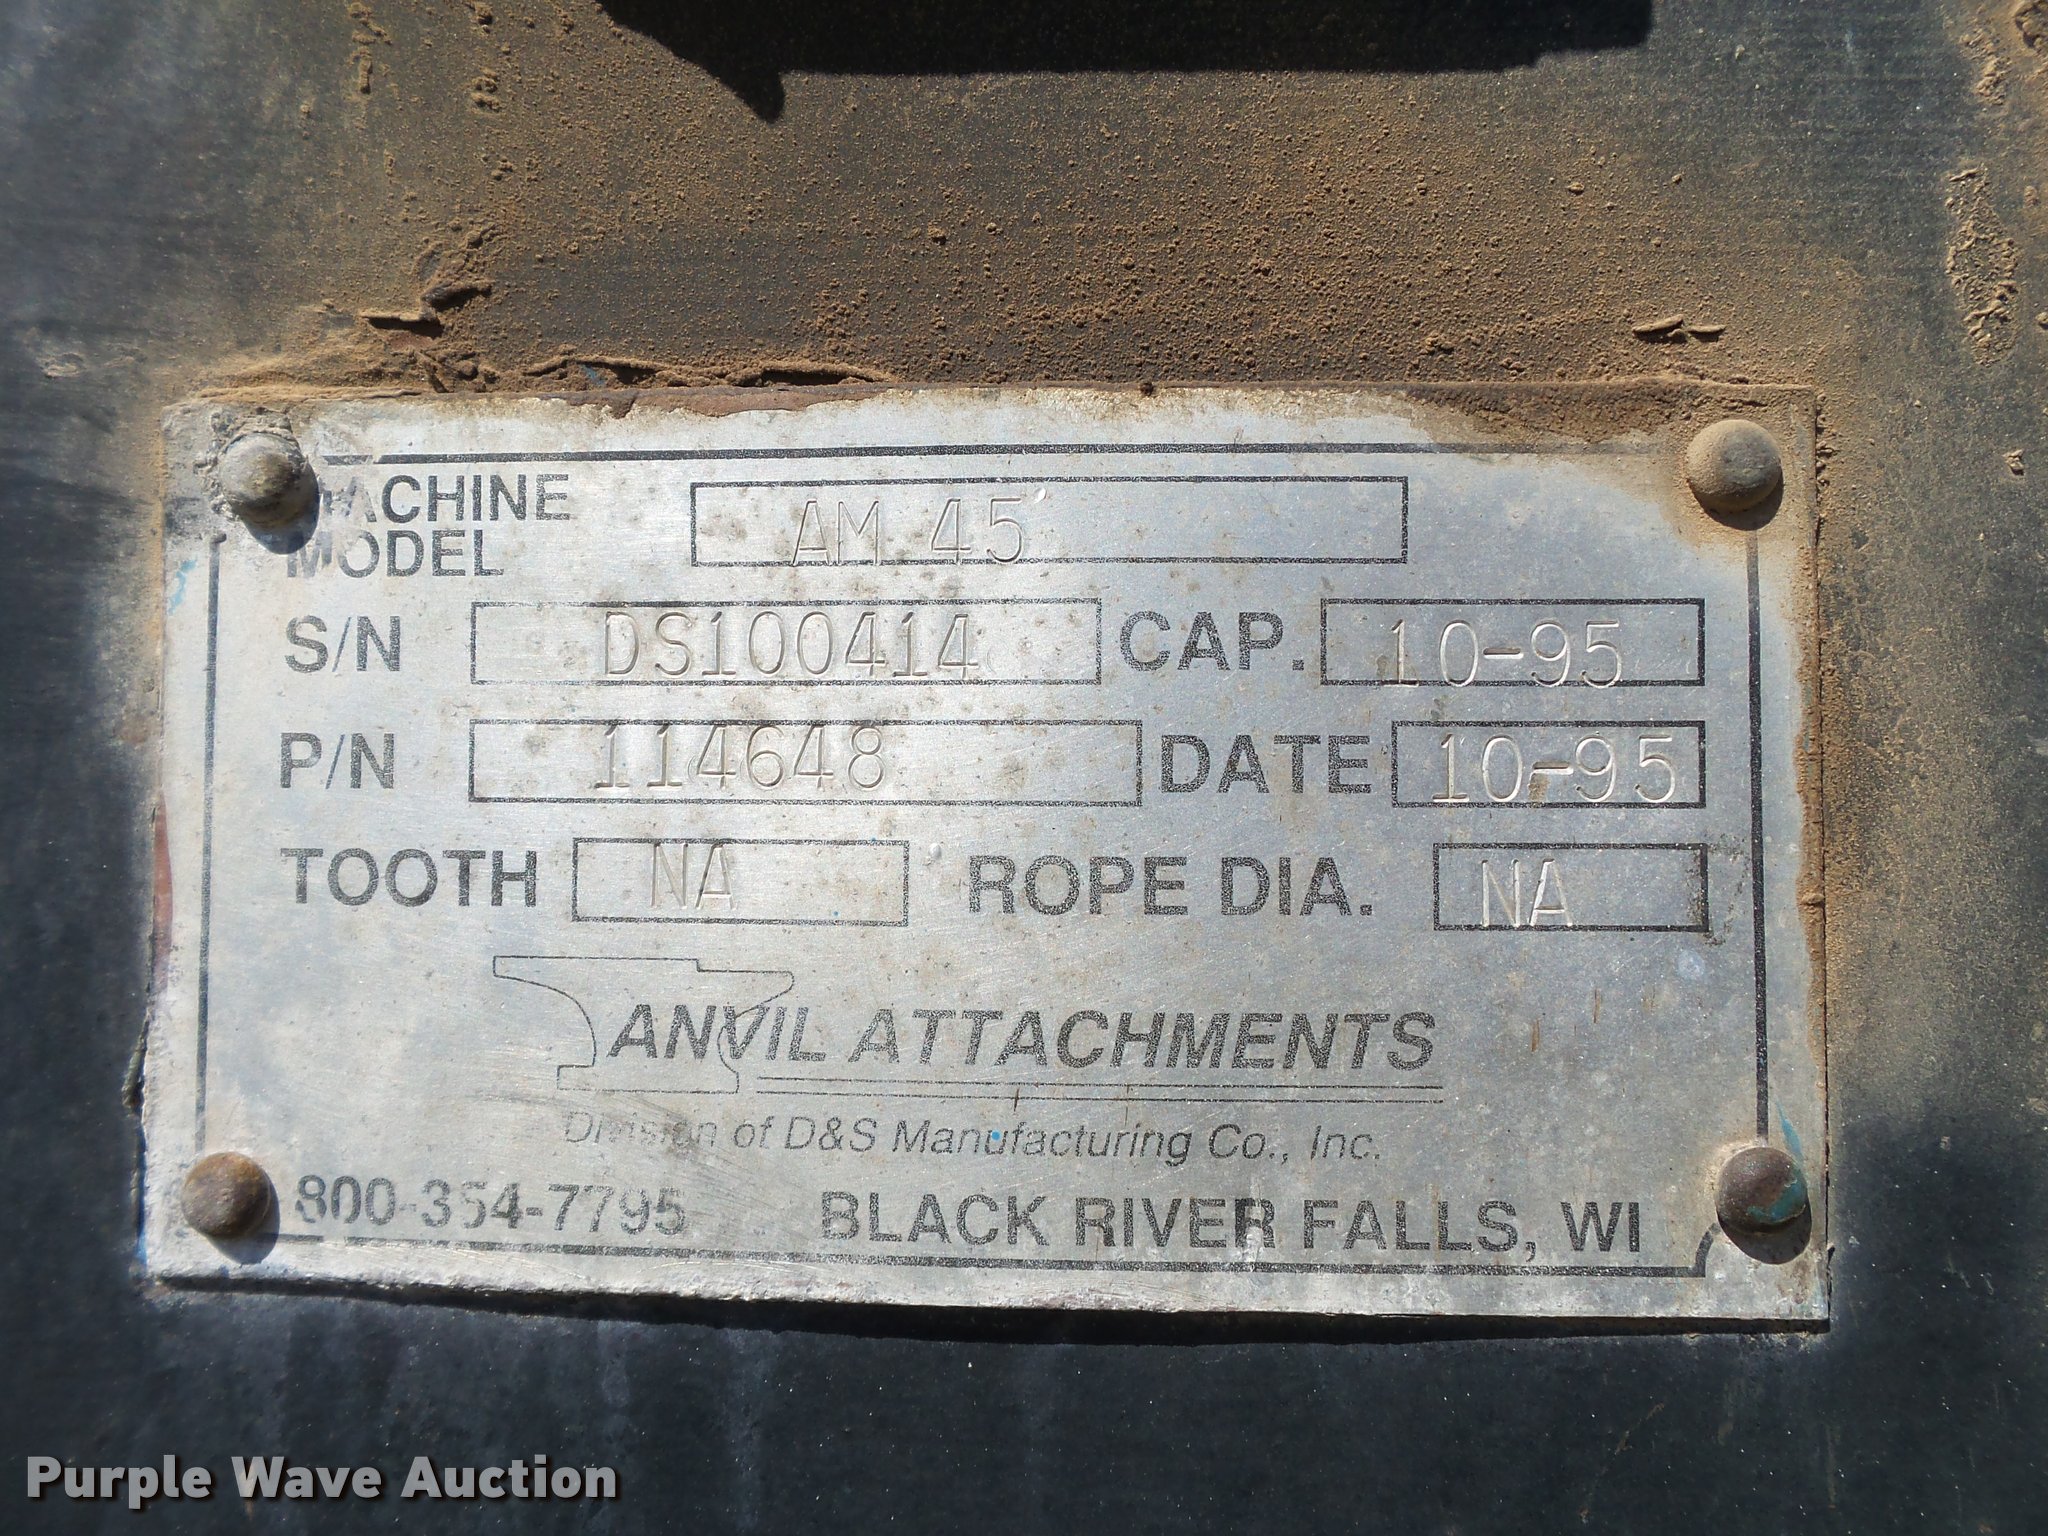 MACHINE
MODEL AM 45
S/N DS100414 CAP. 10-95
P/N 114648 DATE 10-95
TOOTH NA ROPE DIA. NA
ANVIL ATTACHMENTS
Division of D&S Manufacturing Co., Inc.
800-354-7795 BLACK RIVER FALLS, WI
Purple Wave Auction